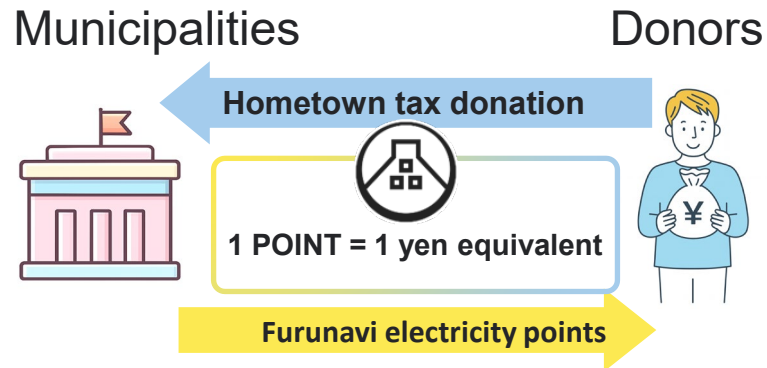 Municipalities
Donors
Hometown tax donation
¥
1 POINT = 1 yen equivalent
Furunavi electricity points